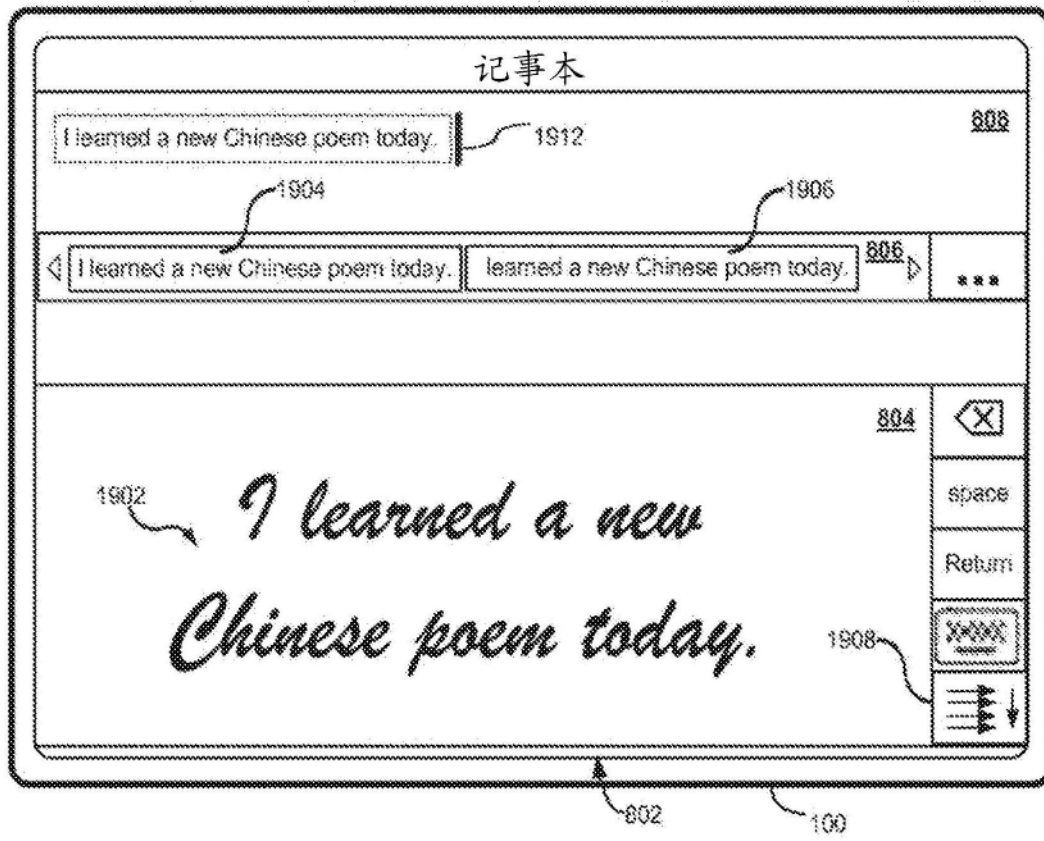 记事本
I learned a new Chinese poem today.
1912
808
1904
1906
I learned a new Chinese poem today.
learned a new Chinese poem today.
806
...
804
1902
I learned a new
Chinese poem today.
space
Return
1908
802
100